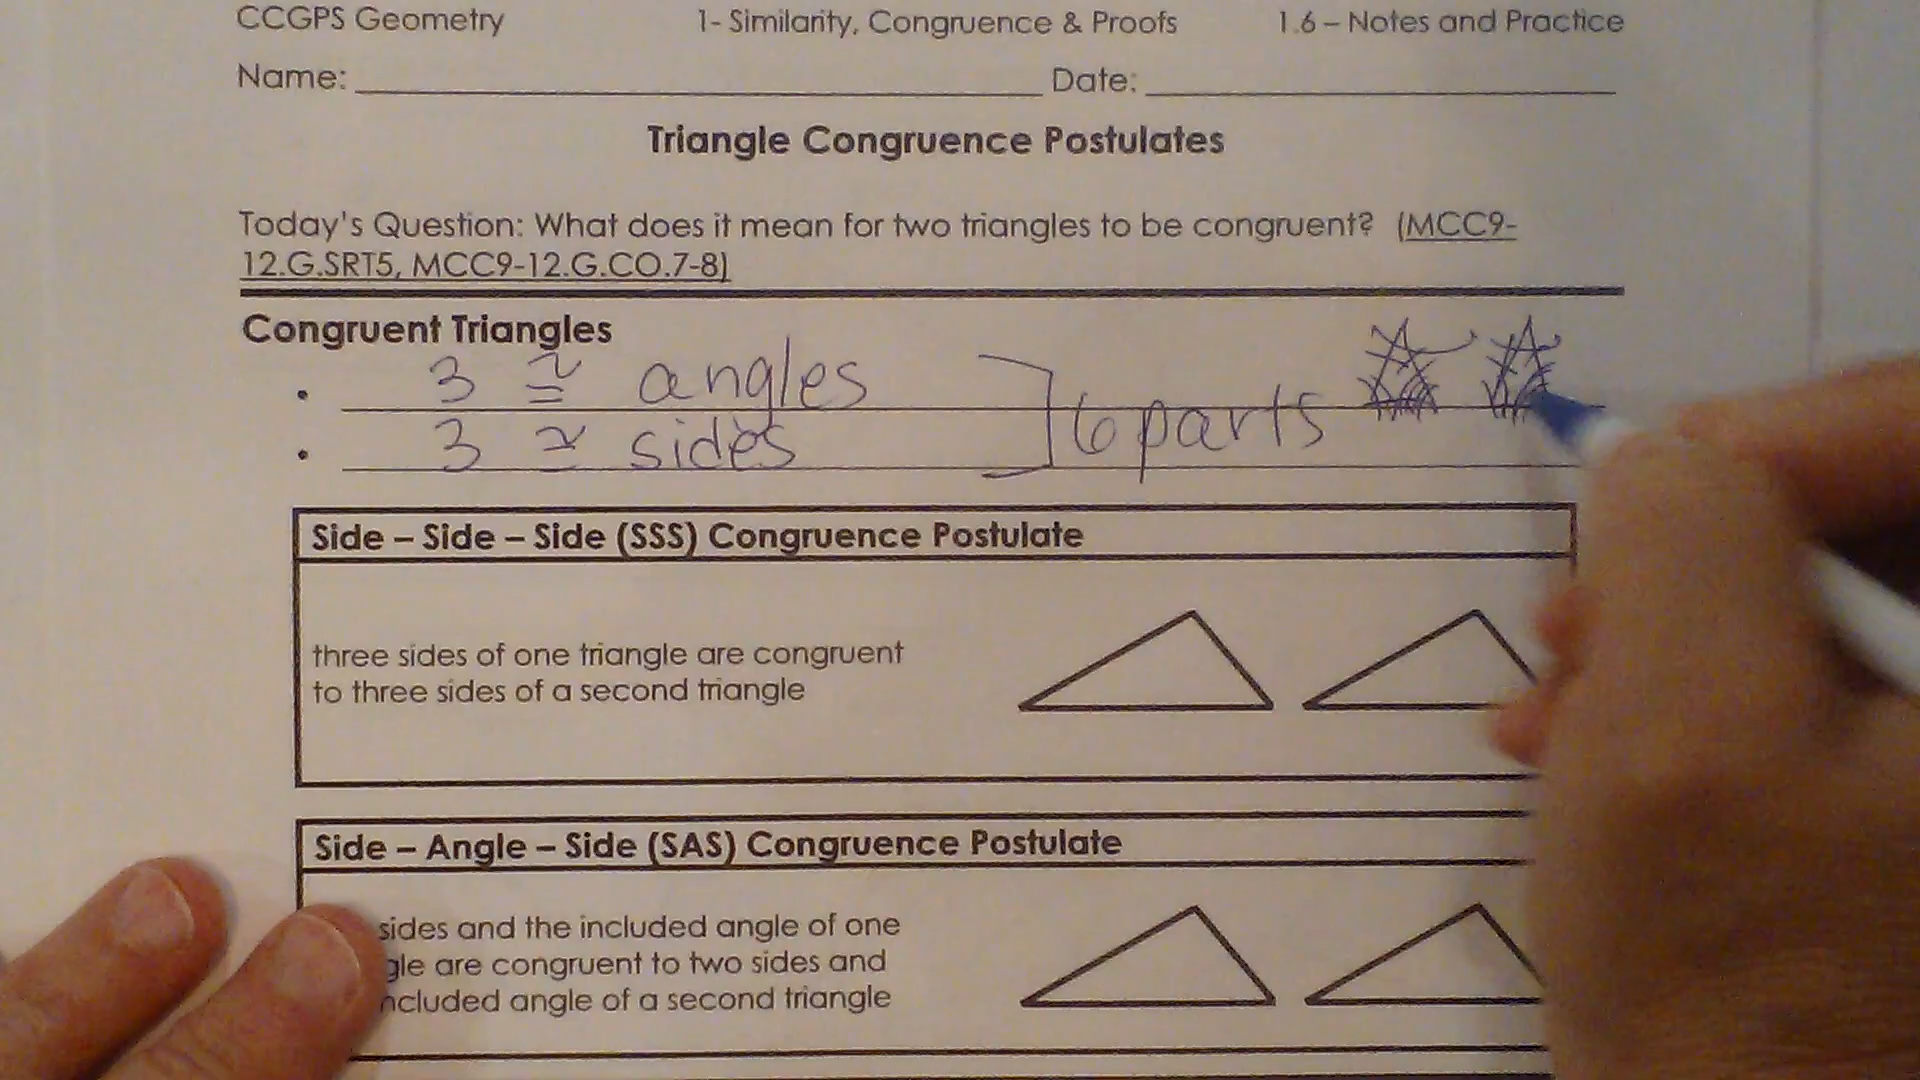 CCGPS Geometry 1- Similarity, Congruence & Proofs 1.6 – Notes and Practice
Name: Date:
Triangle Congruence Postulates
Today's Question: What does it mean for two triangles to be congruent? (MCC9-
12.G.SRT5, MCC9-12.G.CO.7-8)
Congruent Triangles
• 3 ≅ angles
• 3 ≅ sides
6 parts
Side – Side – Side (SSS) Congruence Postulate
three sides of one triangle are congruent
to three sides of a second triangle
Side – Angle – Side (SAS) Congruence Postulate
sides and the included angle of one
are congruent to two sides and
angle of a second triangle